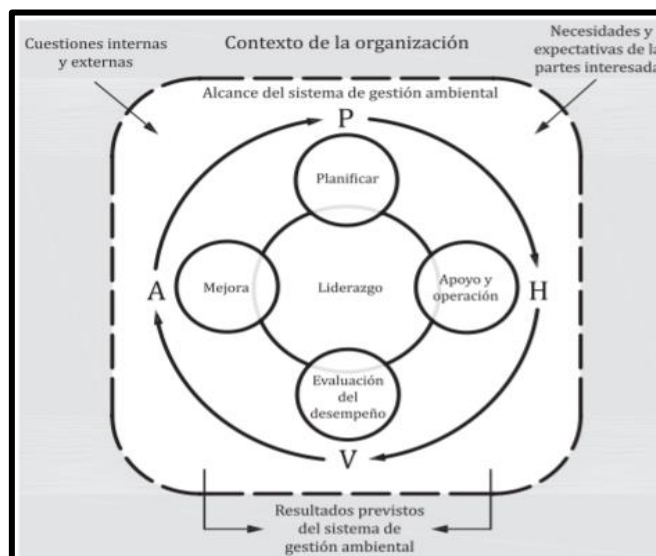 Cuestiones internas
y externas
Contexto de la organización
Necesidades y
expectativas de la
partes interesada
Alcance del sistema de gestión ambiental
P
Planificar
A
Mejora
Liderazgo
Apoyo y
operación
H
Evaluación
del
desempeño
V
Resultados previstos
del sistema de
gestión ambiental